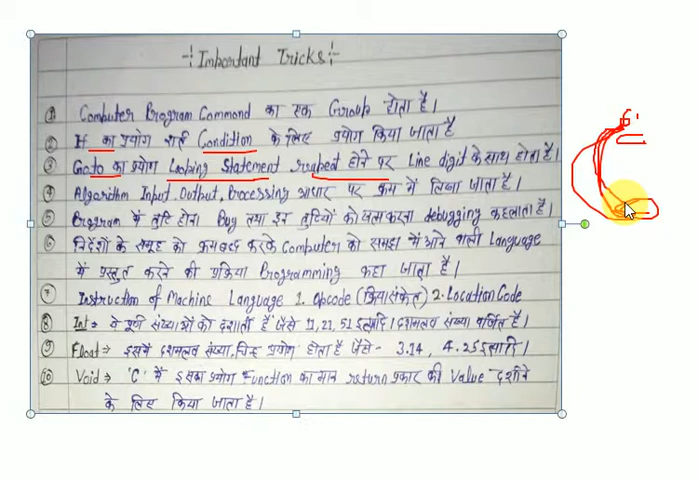 Important Tricks
① Computer Program Command का एक Group होता है।
② If का प्रयोग शर्त Condition के लिए प्रयोग किया जाता है
③ Goto का प्रयोग Looping Statement repeat होने पर Line digit के साथ होता है।
④ Algorithm Input, Output, Processing आधार पर क्रम में लिखा जाता है।
⑤ Program में त्रुटि होना Bug तथा इन त्रुटियों को खत्म करना debugging कहलाता है।
⑥ निर्देशों के समूह को क्रमबद्ध करके Computer को समझ में आने वाली Language
में प्रस्तुत करने की प्रक्रिया Programming कहा जाता है।
⑦ Instruction of Machine Language 1. Opcode (क्रियासंकेत) 2. Location Code
⑧ Int → ये पूर्ण संख्याओं को दर्शाती हैं जैसे 11, 21, 51 इत्यादि। दशमलव संख्या वर्जित है।
⑨ Float → इसमें दशमलव संख्या, चिन्ह प्रयोग होता है जैसे - 3.14, 4.25 इत्यादि।
⑩ Void → 'C' में इसका प्रयोग Function का मान return प्रकार की Value दर्शाने
के लिए किया जाता है।